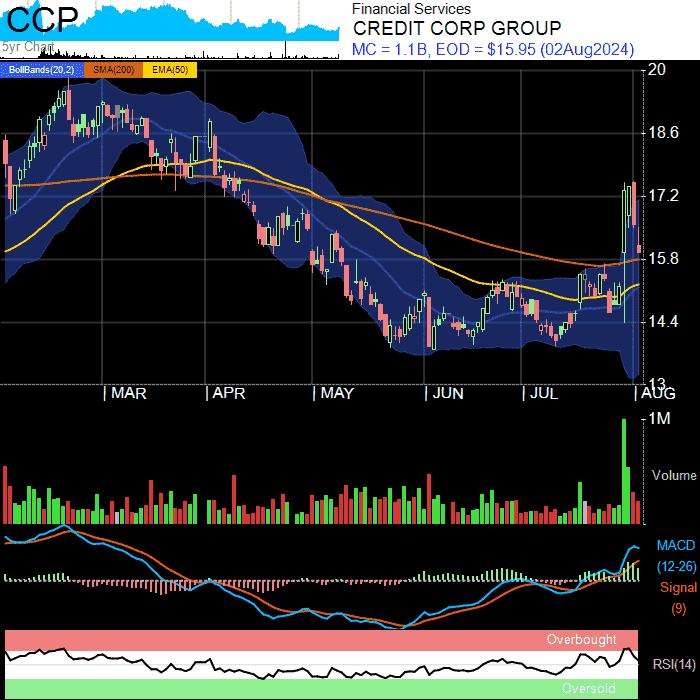 CCP
5yr Chart
Financial Services
CREDIT CORP GROUP
MC = 1.1B, EOD = $15.95 (02Aug2024)
BollBands(20,2) SMA(200) EMA(50)
20
18.6
17.2
15.8
14.4
13
MAR APR MAY JUN JUL AUG
1M
Volume
MACD
(12-26)
Signal
(9)
Overbought
RSI(14)
Oversold